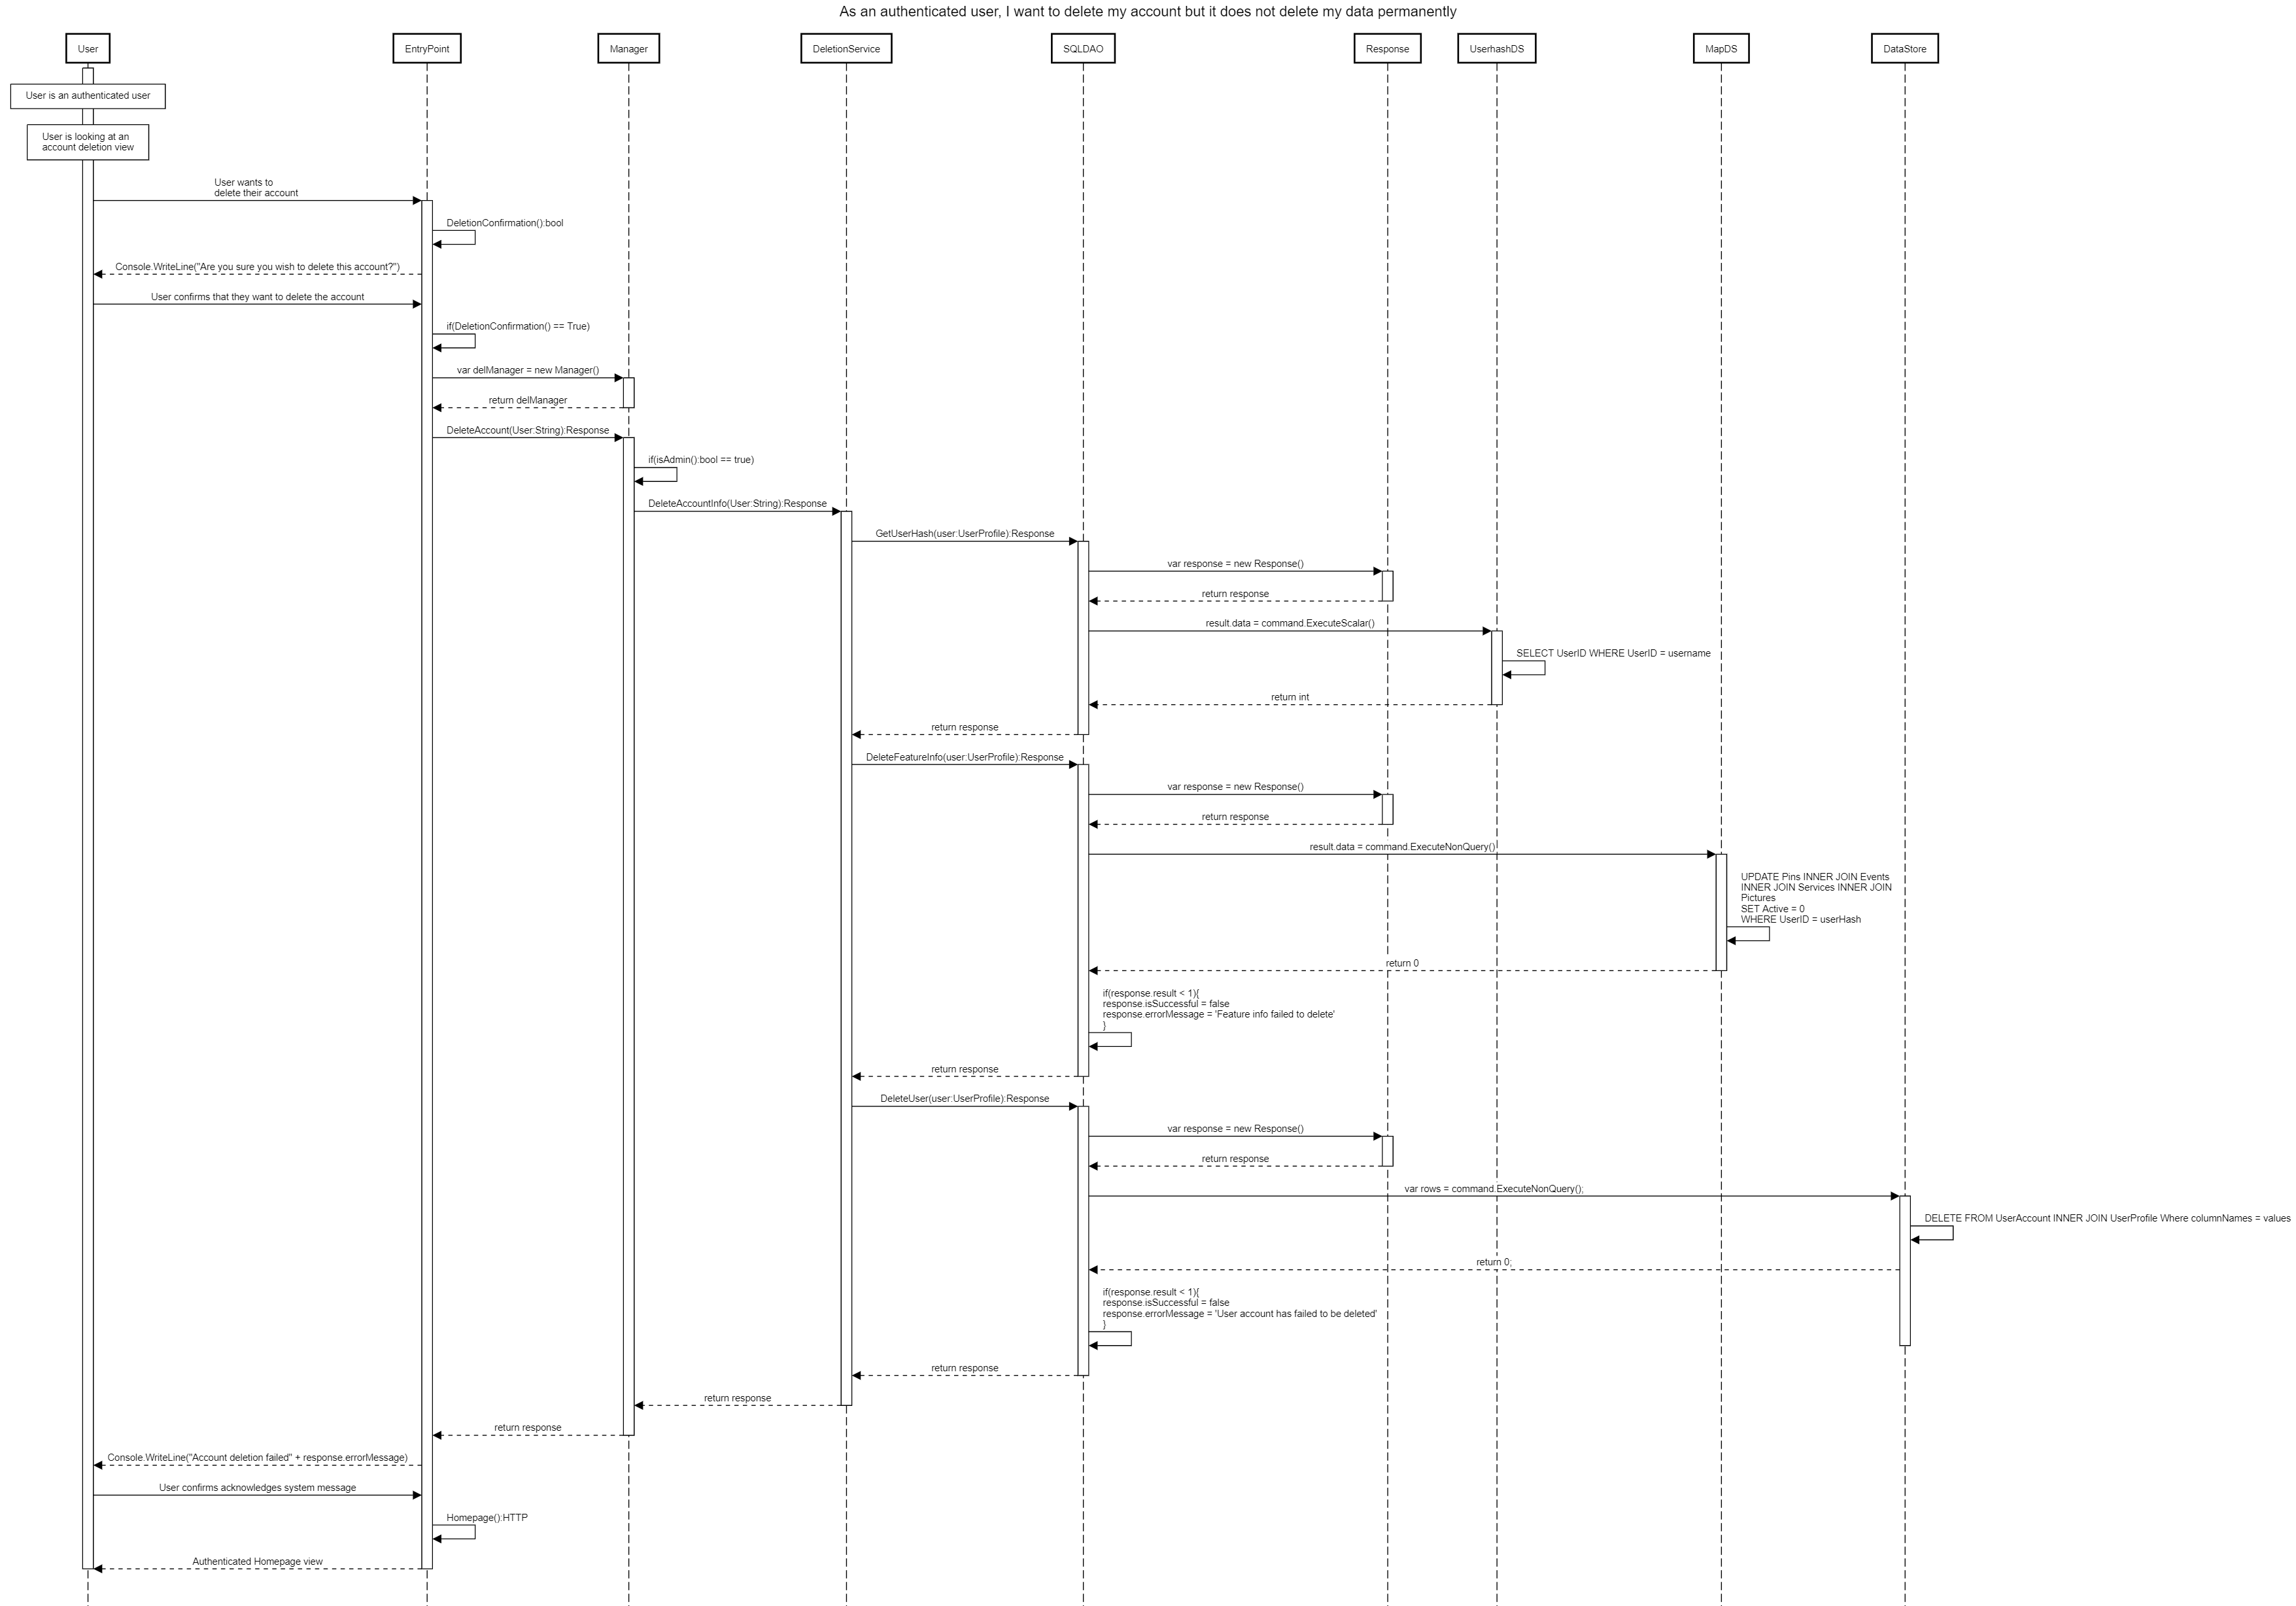 As an authenticated user, I want to delete my account but it does not delete my data permanently
User
EntryPoint
Manager
DeletionService
SQLDAO
Response
UserhashDS
MapDS
DataStore
User is an authenticated user
User is looking at an
account deletion view
User wants to
delete their account
DeletionConfirmation():bool
Console.WriteLine("Are you sure you wish to delete this account?")
User confirms that they want to delete the account
if(DeletionConfirmation() == True)
var delManager = new Manager()
return delManager
DeleteAccount(User:String):Response
if(isAdmin():bool == true)
DeleteAccountInfo(User:String):Response
GetUserHash(user:UserProfile):Response
var response = new Response()
return response
result.data = command.ExecuteScalar()
SELECT UserID WHERE UserID = username
return int
return response
DeleteFeatureInfo(user:UserProfile):Response
var response = new Response()
return response
result.data = command.ExecuteNonQuery()
UPDATE Pins INNER JOIN Events
INNER JOIN Services INNER JOIN
Pictures
SET Active = 0
WHERE UserID = userHash
return 0
if(response.result < 1){
response.isSuccessful = false
response.errorMessage = 'Feature info failed to delete'
}
return response
DeleteUser(user:UserProfile):Response
var response = new Response()
return response
var rows = command.ExecuteNonQuery();
DELETE FROM UserAccount INNER JOIN UserProfile Where columnNames = values
return 0;
if(response.result < 1){
response.isSuccessful = false
response.errorMessage = 'User account has failed to be deleted'
}
return response
return response
return response
Console.WriteLine("Account deletion failed" + response.errorMessage)
User confirms acknowledges system message
Homepage():HTTP
Authenticated Homepage view